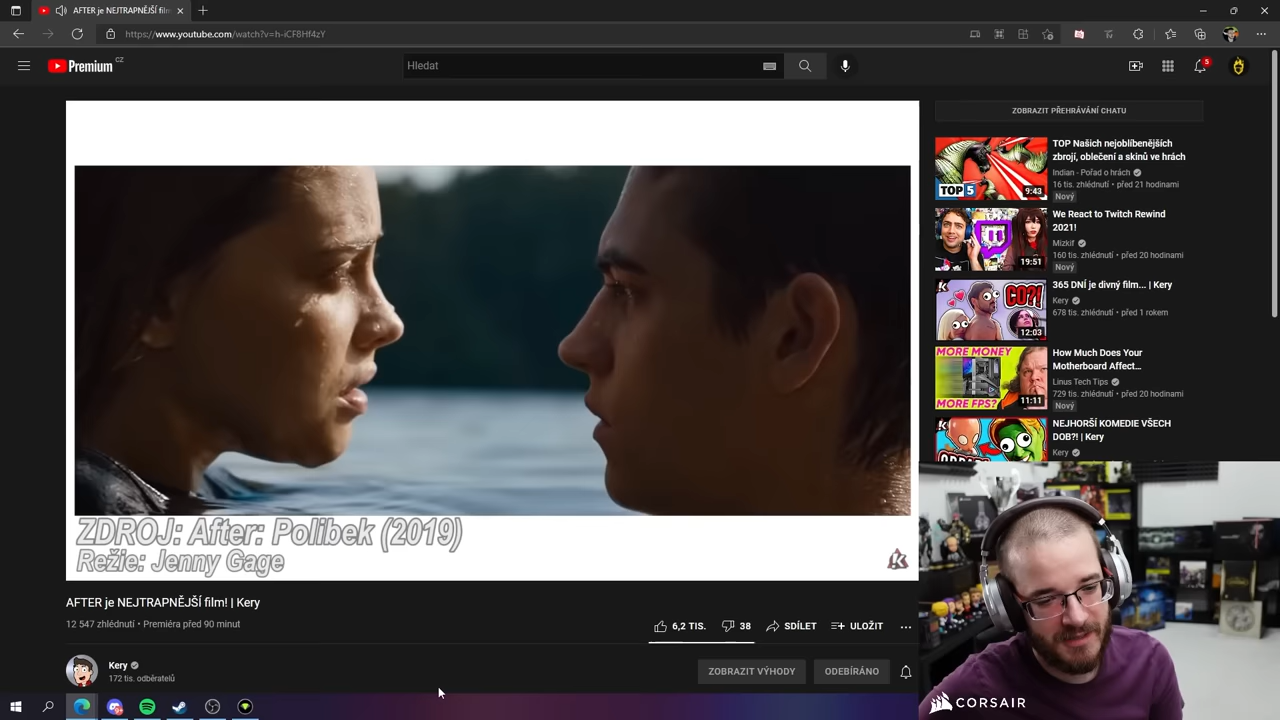 AFTER je NEJTRAPNĚJŠÍ film
https://www.youtube.com/watch?v=h-iCF8Hf4zY
Premium CZ
Hledat
5
ZOBRAZIT PŘEHRÁVÁNÍ CHATU
TOP 5
9:43
TOP Našich nejoblíbenějších
zbrojí, oblečení a skinů ve hrách
Indian - Pořad o hrách
16 tis. zhlédnutí • před 21 hodinami
Nový
19:51
We React to Twitch Rewind
2021!
Mizkif
160 tis. zhlédnutí • před 20 hodinami
Nový
CO?!
12:03
365 DNÍ je divný film... | Kery
Kery
678 tis. zhlédnutí • před 1 rokem
MORE MONEY
MORE FPS?
11:11
How Much Does Your
Motherboard Affect...
Linus Tech Tips
729 tis. zhlédnutí • před 20 hodinami
Nový
NEJHORŠÍ KOMEDIE VŠECH
DOB?! | Kery
Kery
ZDROJ: After: Polibek (2019)
Režie: Jenny Gage
AFTER je NEJTRAPNĚJŠÍ film! | Kery
12 547 zhlédnutí • Premiéra před 90 minut
6,2 TIS.
38
SDÍLET
ULOŽIT
Kery
172 tis. odběratelů
ZOBRAZIT VÝHODY
ODEBÍRÁNO
CORSAIR